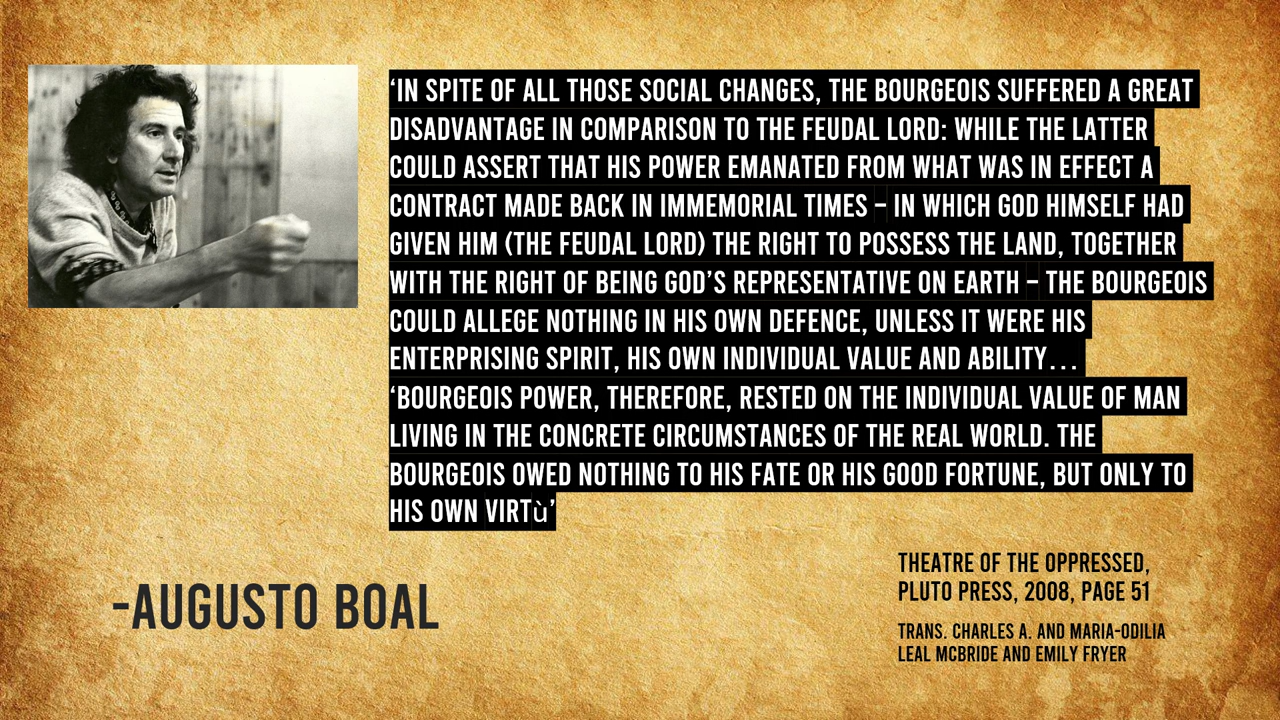 ‘IN SPITE OF ALL THOSE SOCIAL CHANGES, THE BOURGEOIS SUFFERED A GREAT
DISADVANTAGE IN COMPARISON TO THE FEUDAL LORD: WHILE THE LATTER
COULD ASSERT THAT HIS POWER EMANATED FROM WHAT WAS IN EFFECT A
CONTRACT MADE BACK IN IMMEMORIAL TIMES – IN WHICH GOD HIMSELF HAD
GIVEN HIM (THE FEUDAL LORD) THE RIGHT TO POSSESS THE LAND, TOGETHER
WITH THE RIGHT OF BEING GOD’S REPRESENTATIVE ON EARTH – THE BOURGEOIS
COULD ALLEGE NOTHING IN HIS OWN DEFENCE, UNLESS IT WERE HIS
ENTERPRISING SPIRIT, HIS OWN INDIVIDUAL VALUE AND ABILITY...
‘BOURGEOIS POWER, THEREFORE, RESTED ON THE INDIVIDUAL VALUE OF MAN
LIVING IN THE CONCRETE CIRCUMSTANCES OF THE REAL WORLD. THE
BOURGEOIS OWED NOTHING TO HIS FATE OR HIS GOOD FORTUNE, BUT ONLY TO
HIS OWN VIRTù’
-AUGUSTO BOAL
THEATRE OF THE OPPRESSED,
PLUTO PRESS, 2008, PAGE 51
TRANS. CHARLES A. AND MARIA-ODILIA
LEAL MCBRIDE AND EMILY FRYER